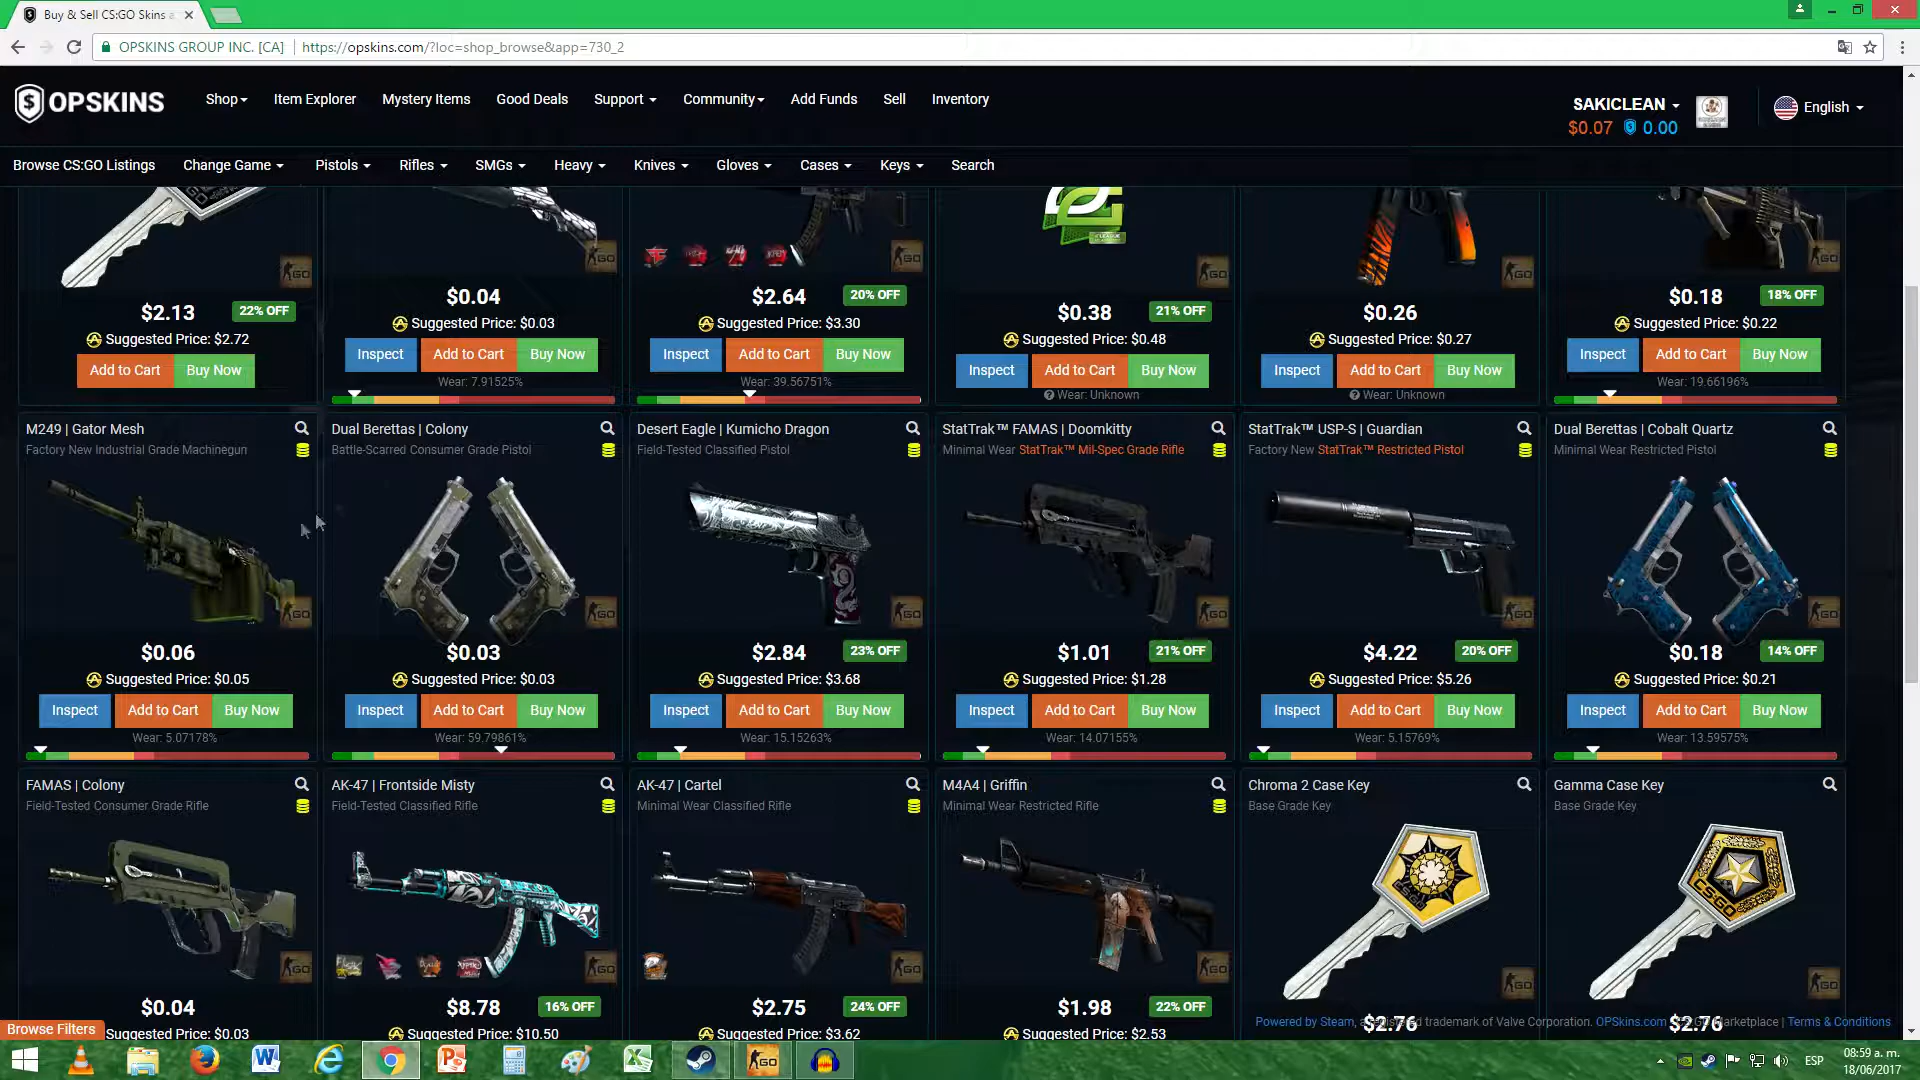 Buy & Sell CS:GO Skins a
OPSKINS GROUP INC. [CA]
https://opskins.com/?loc=shop_browse&app=730_2
OPSKINS
Shop
Item Explorer
Mystery Items
Good Deals
Support
Community
Add Funds
Sell
Inventory
SAKICLEAN
$0.07
0.00
English
Browse CS:GO Listings
Change Game
Pistols
Rifles
SMGs
Heavy
Knives
Gloves
Cases
Keys
Search
$2.13
22% OFF
Suggested Price: $2.72
Add to Cart
Buy Now
$0.04
Suggested Price: $0.03
Inspect
Add to Cart
Buy Now
Wear: 7.91525%
$2.64
20% OFF
Suggested Price: $3.30
Inspect
Add to Cart
Buy Now
Wear: 39.56751%
$0.38
21% OFF
Suggested Price: $0.48
Inspect
Add to Cart
Buy Now
Wear: Unknown
$0.26
Suggested Price: $0.27
Inspect
Add to Cart
Buy Now
Wear: Unknown
$0.18
18% OFF
Suggested Price: $0.22
Inspect
Add to Cart
Buy Now
Wear: 19.66196%
M249 | Gator Mesh
Factory New Industrial Grade Machinegun
$0.06
Suggested Price: $0.05
Inspect
Add to Cart
Buy Now
Wear: 5.07178%
Dual Berettas | Colony
Battle-Scarred Consumer Grade Pistol
$0.03
Suggested Price: $0.03
Inspect
Add to Cart
Buy Now
Wear: 59.79861%
Desert Eagle | Kumicho Dragon
Field-Tested Classified Pistol
$2.84
23% OFF
Suggested Price: $3.68
Inspect
Add to Cart
Buy Now
Wear: 15.15263%
StatTrak™ FAMAS | Doomkitty
Minimal Wear StatTrak™ Mil-Spec Grade Rifle
$1.01
21% OFF
Suggested Price: $1.28
Inspect
Add to Cart
Buy Now
Wear: 14.07155%
StatTrak™ USP-S | Guardian
Factory New StatTrak™ Restricted Pistol
$4.22
20% OFF
Suggested Price: $5.26
Inspect
Add to Cart
Buy Now
Wear: 5.15769%
Dual Berettas | Cobalt Quartz
Minimal Wear Restricted Pistol
$0.18
14% OFF
Suggested Price: $0.21
Inspect
Add to Cart
Buy Now
Wear: 13.59575%
FAMAS | Colony
Field-Tested Consumer Grade Rifle
$0.04
Suggested Price: $0.03
AK-47 | Frontside Misty
Field-Tested Classified Rifle
$8.78
16% OFF
Suggested Price: $10.50
AK-47 | Cartel
Minimal Wear Classified Rifle
$2.75
24% OFF
Suggested Price: $3.62
M4A4 | Griffin
Minimal Wear Restricted Rifle
$1.98
22% OFF
Suggested Price: $2.53
Chroma 2 Case Key
Base Grade Key
$2.76
Gamma Case Key
Base Grade Key
CS:GO
$2.76
Browse Filters
Powered by Steam, a registered trademark of Valve Corporation. OPSkins.com
Marketplace | Terms & Conditions
ESP
08:59 a. m.
18/06/2017